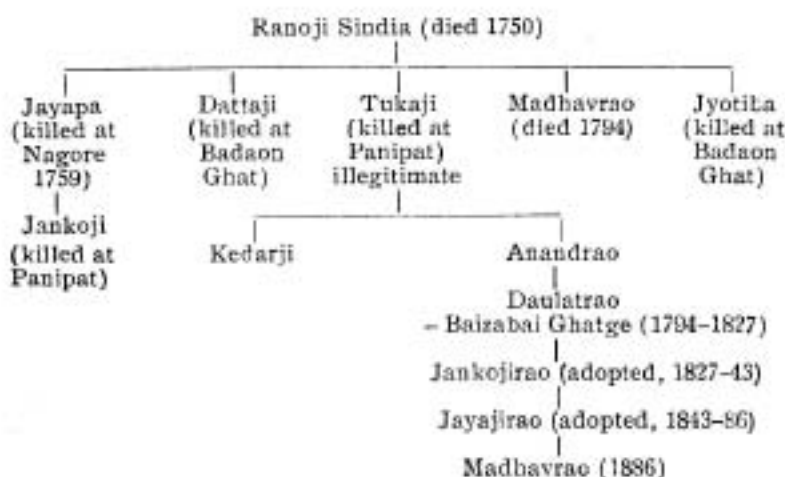 Ranoji Sindia (died 1750)
Jayapa
(killed at
Nagore
1759)
Dattaji
(killed at
Badaon
Ghat)
Tukaji
(killed at
Panipat)
illegitimate
Madhavrao
(died 1794)
Jyotiba
(killed at
Badaon
Ghat)
Jankoji
(killed at
Panipat)
Kedarji
Anandrao
Daulatrao
– Baizabai Ghatge (1794–1827)
Jankojirao (adopted, 1827–43)
Jayajirao (adopted, 1843–86)
Madhavrao (1886)